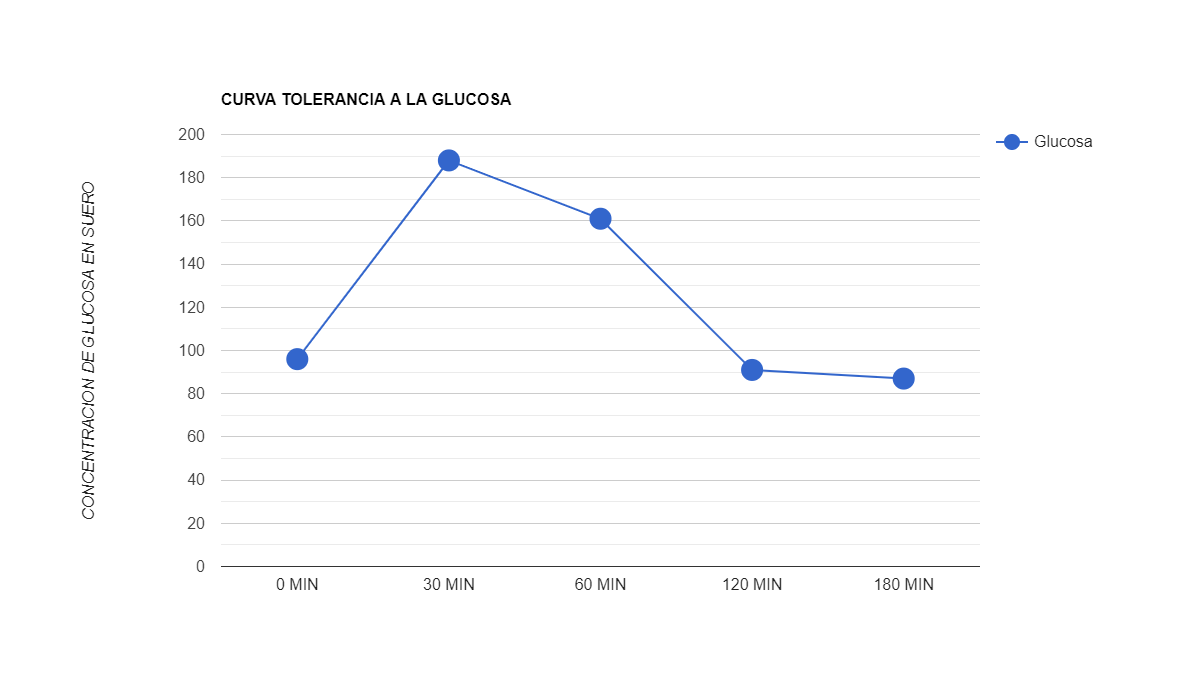 CURVA TOLERANCIA A LA GLUCOSA
Glucosa
CONCENTRACION DE GLUCOSA EN SUERO
200
180
160
140
120
100
80
60
40
20
0
0 MIN
30 MIN
60 MIN
120 MIN
180 MIN